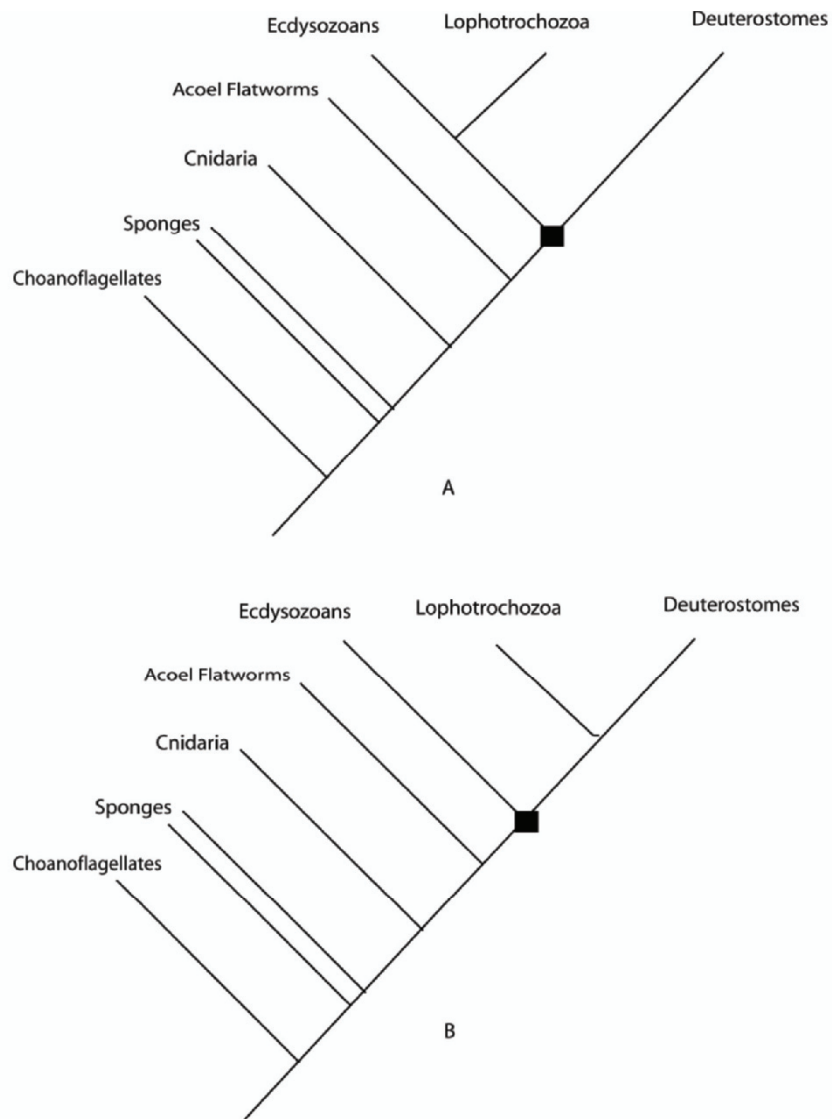 Ecdysozoans
Lophotrochozoa
Deuterostomes
Acoel Flatworms
Cnidaria
Sponges
Choanoflagellates
A
Ecdysozoans
Lophotrochozoa
Deuterostomes
Acoel Flatworms
Cnidaria
Sponges
Choanoflagellates
B